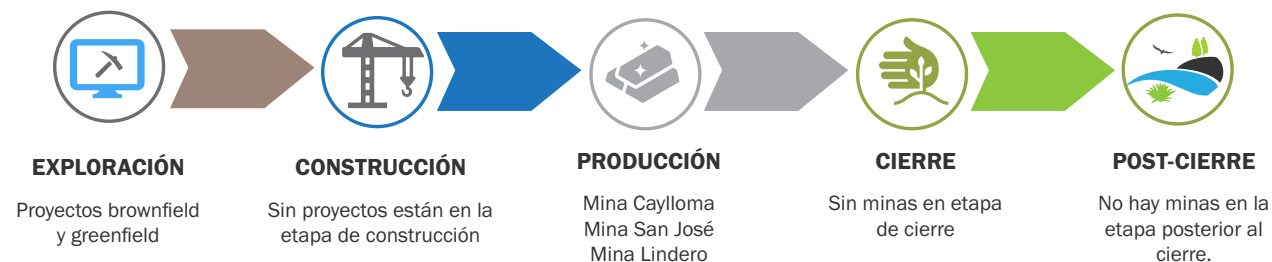 EXPLORACIÓN
Proyectos brownfield
y greenfield
CONSTRUCCIÓN
Sin proyectos están en la
etapa de construcción
PRODUCCIÓN
Mina Caylloma
Mina San José
Mina Lindero
CIERRE
Sin minas en etapa
de cierre
POST-CIERRE
No hay minas en la
etapa posterior al
cierre.